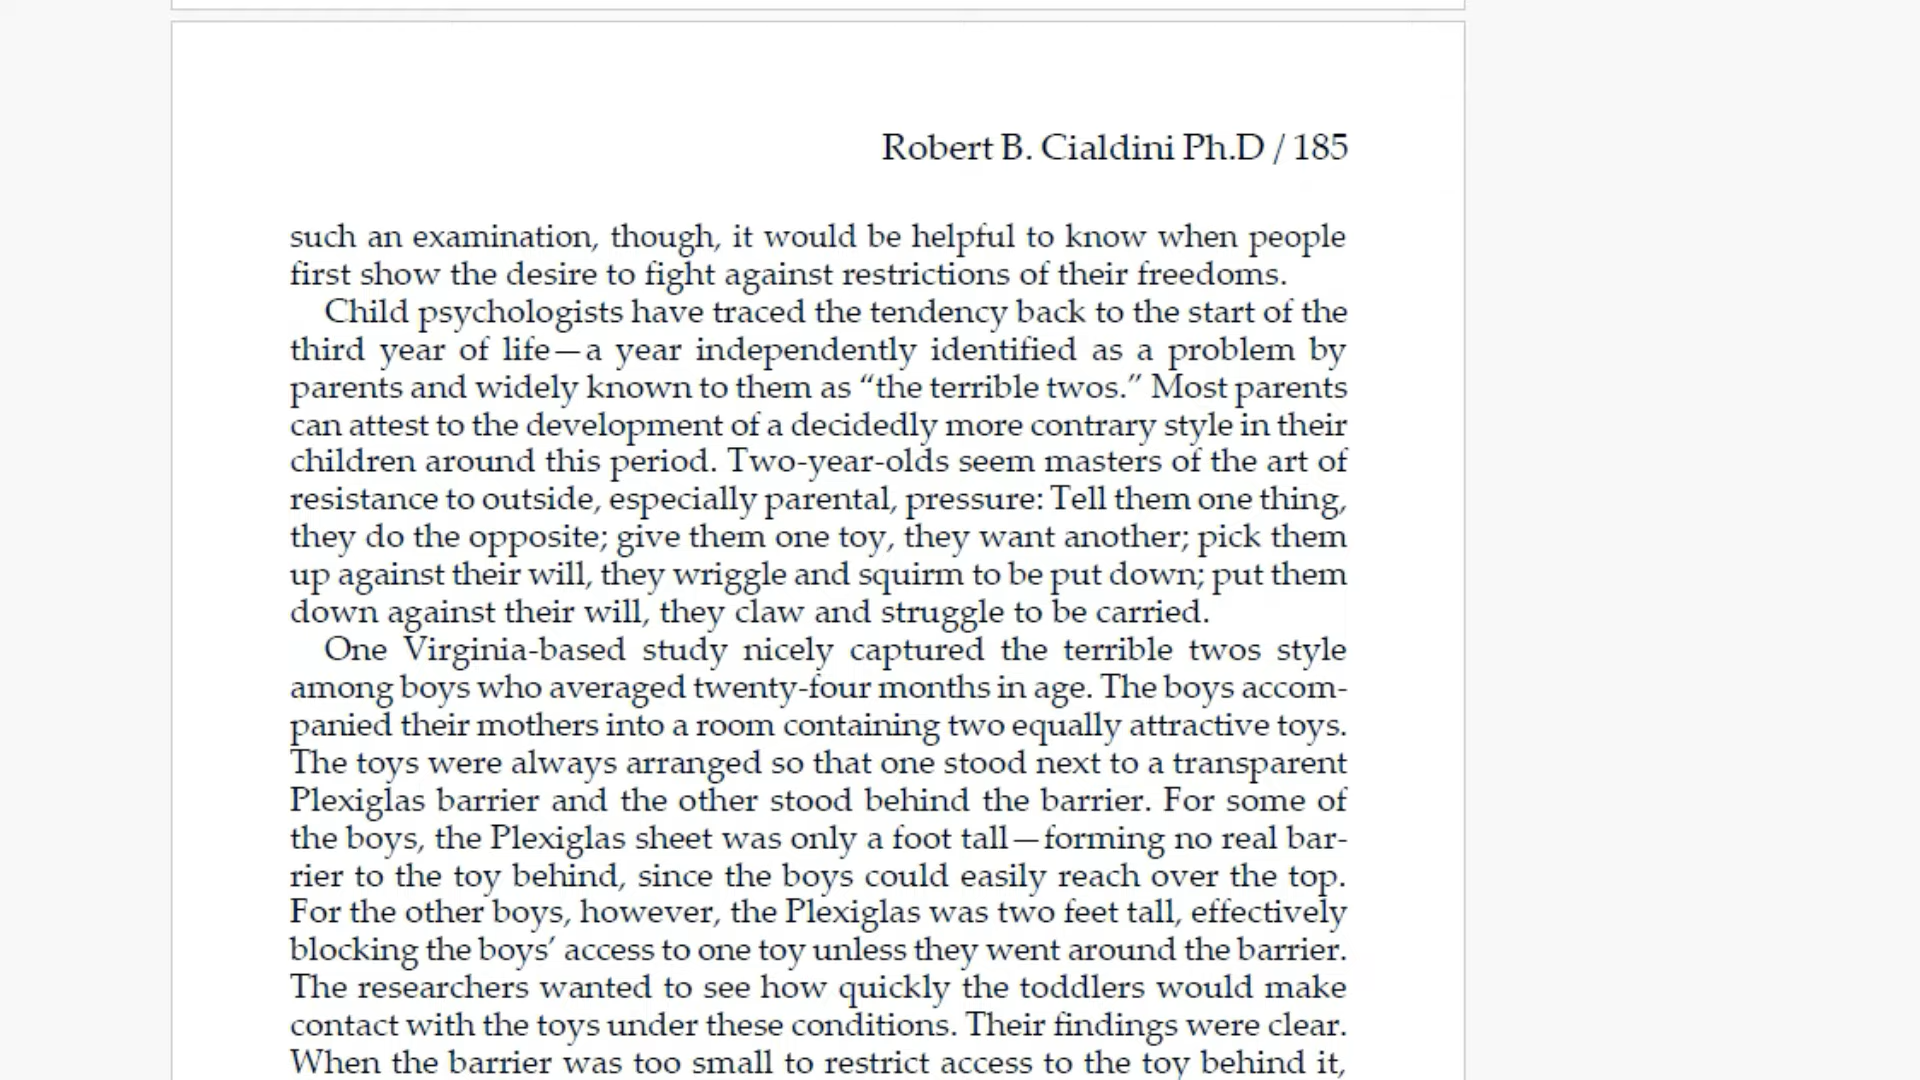 Robert B. Cialdini Ph.D / 185
such an examination, though, it would be helpful to know when people
first show the desire to fight against restrictions of their freedoms.
Child psychologists have traced the tendency back to the start of the
third year of life—a year independently identified as a problem by
parents and widely known to them as “the terrible twos.” Most parents
can attest to the development of a decidedly more contrary style in their
children around this period. Two-year-olds seem masters of the art of
resistance to outside, especially parental, pressure: Tell them one thing,
they do the opposite; give them one toy, they want another; pick them
up against their will, they wriggle and squirm to be put down; put them
down against their will, they claw and struggle to be carried.
One Virginia-based study nicely captured the terrible twos style
among boys who averaged twenty-four months in age. The boys accom-
panied their mothers into a room containing two equally attractive toys.
The toys were always arranged so that one stood next to a transparent
Plexiglas barrier and the other stood behind the barrier. For some of
the boys, the Plexiglas sheet was only a foot tall—forming no real bar-
rier to the toy behind, since the boys could easily reach over the top.
For the other boys, however, the Plexiglas was two feet tall, effectively
blocking the boys’ access to one toy unless they went around the barrier.
The researchers wanted to see how quickly the toddlers would make
contact with the toys under these conditions. Their findings were clear.
When the barrier was too small to restrict access to the toy behind it,